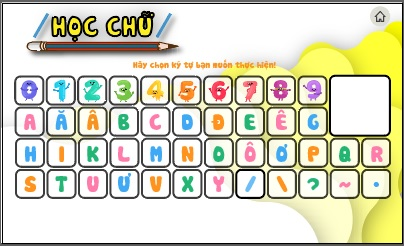 HỌC CHỮ
Hãy chọn ký tự bạn muốn thực hiện!
0 1 2 3 4 5 6 7 8 9
A Ă Â B C D Đ E Ê G
H I K L M N O Ô Ơ P Q R
S T U Ư V X Y / \ ? ~ .